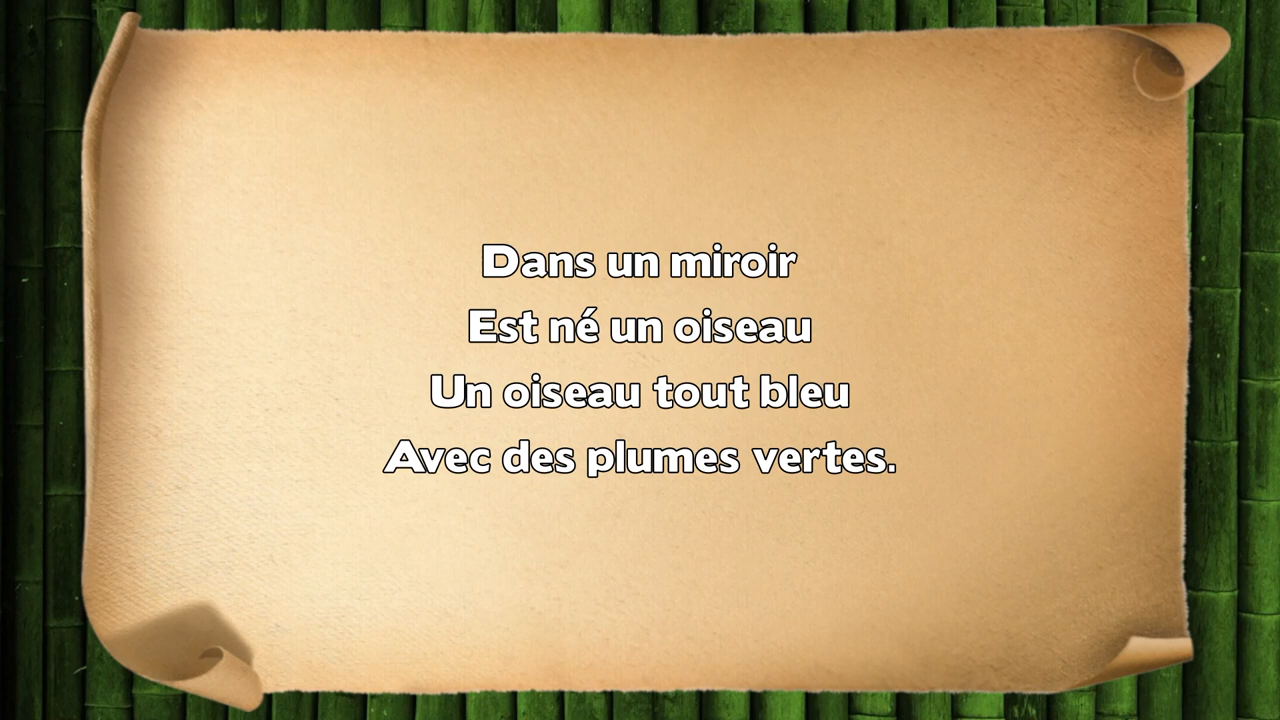 Dans un miroir
Est né un oiseau
Un oiseau tout bleu
Avec des plumes vertes.